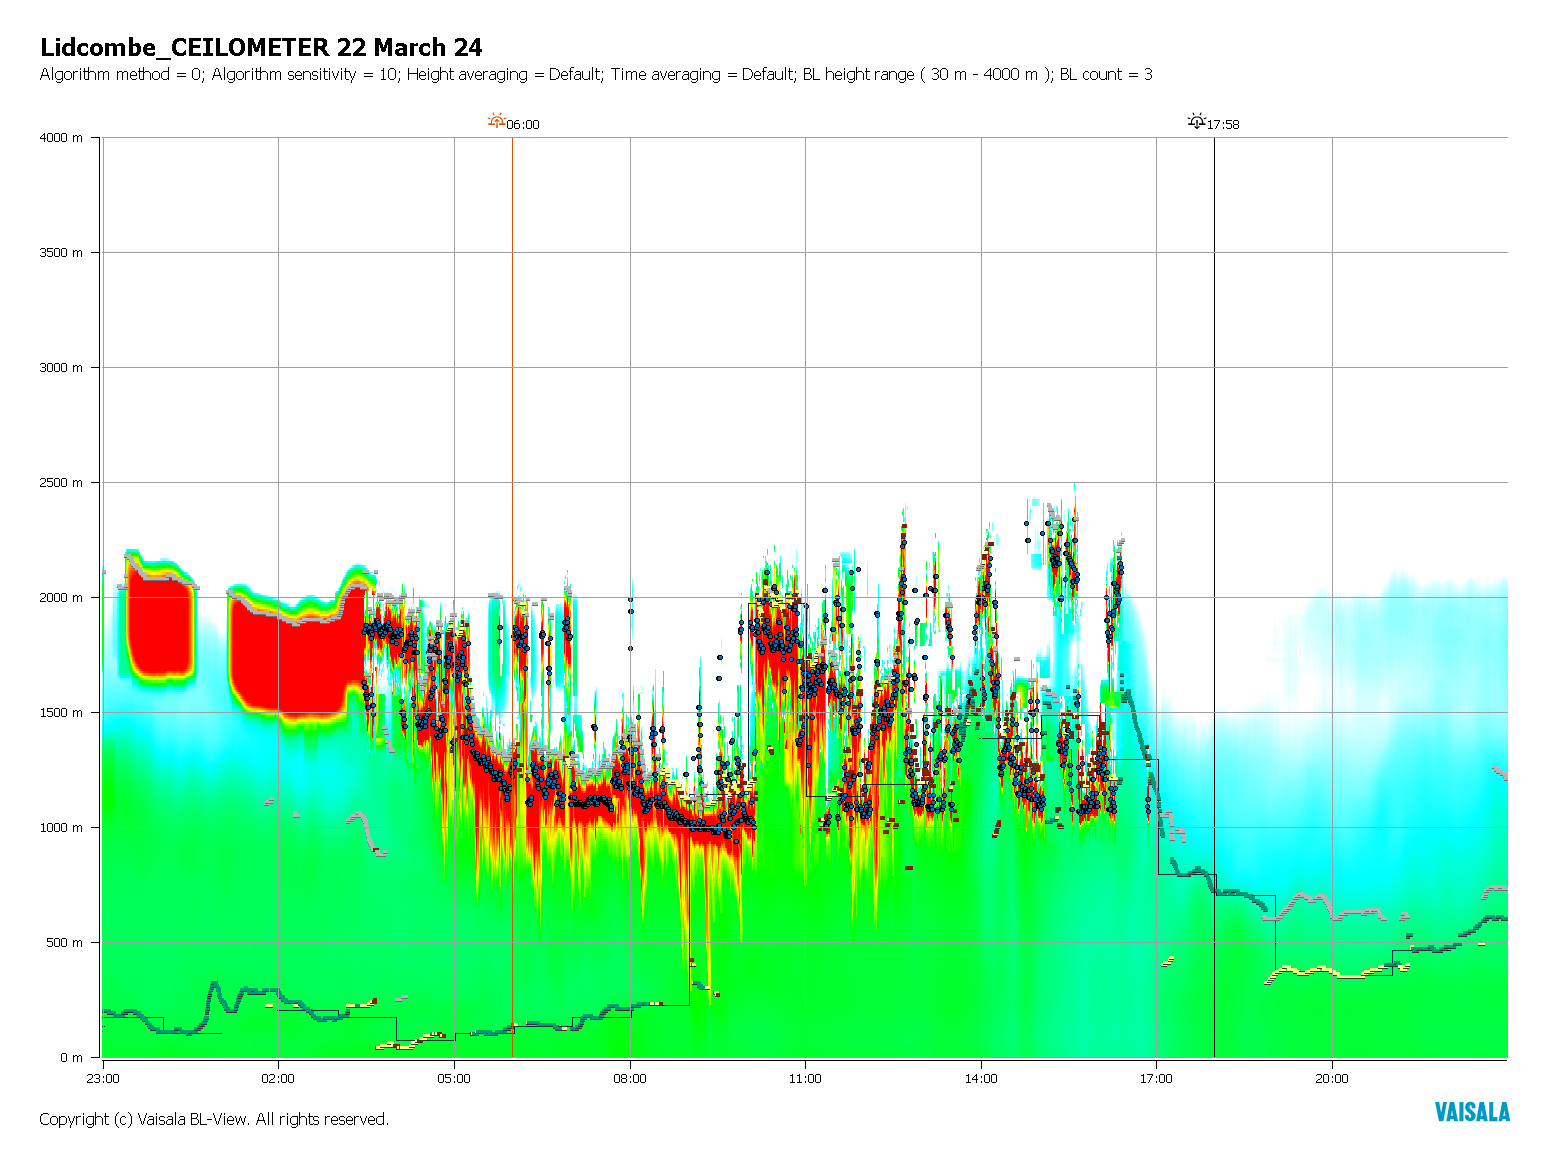 Lidcombe_CEILOMETER 22 March 24
Algorithm method = 0; Algorithm sensitivity = 10; Height averaging = Default; Time averaging = Default; BL height range ( 30 m - 4000 m ); BL count = 3
06:00
17:58
4000 m
3500 m
3000 m
2500 m
2000 m
1500 m
1000 m
500 m
0 m
23:00 02:00 05:00 08:00 11:00 14:00 17:00 20:00
Copyright (c) Vaisala BL-View. All rights reserved.
VAISALA